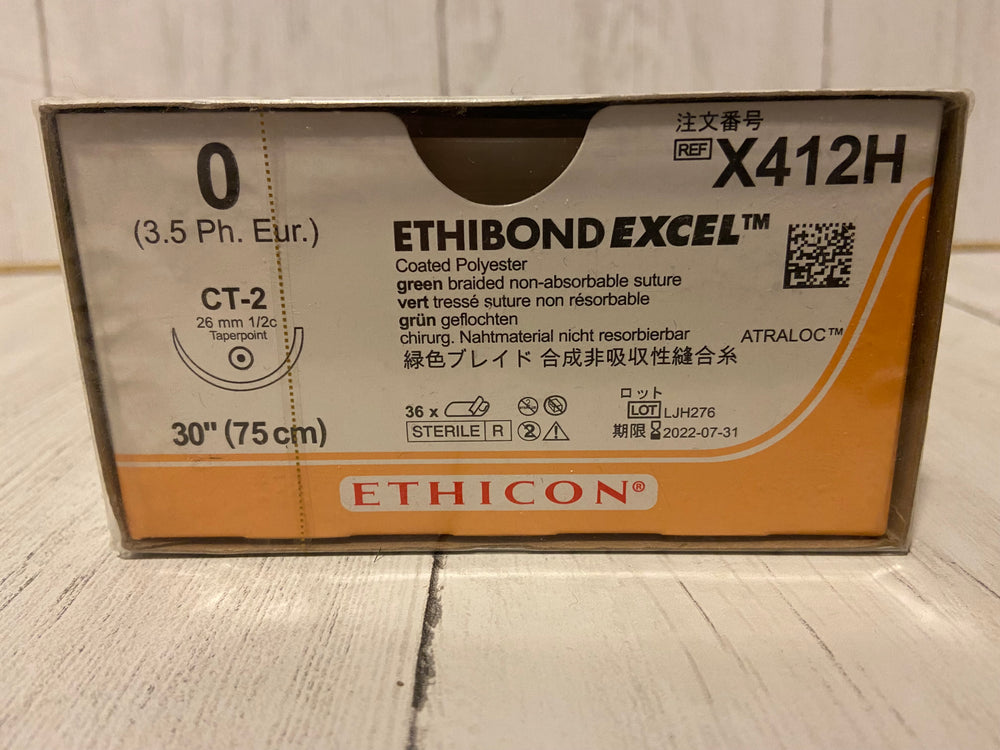 0
(3.5 Ph. Eur.)
CT-2
26 mm 1/2c
Taperpoint
30" (75 cm)
注文番号
REF X412H
ETHIBOND EXCEL™
Coated Polyester
green braided non-absorbable suture
vert tressé suture non résorbable
grün geflochten
chirurg. Nahtmaterial nicht resorbierbar
緑色ブレイド 合成非吸収性縫合糸
ATRALOC™
36 x
STERILE R 2
ロット
LOT LJH276
期限 2022-07-31
ETHICON®